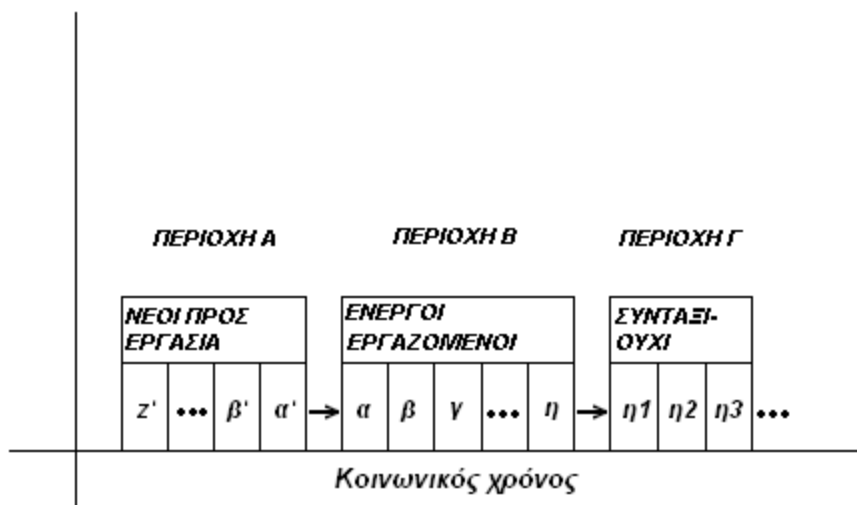 ΠΕΡΙΟΧΗ Α ΠΕΡΙΟΧΗ Β ΠΕΡΙΟΧΗ Γ
ΝΕΟΙ ΠΡΟΣ
ΕΡΓΑΣΙΑ
ΕΝΕΡΓΟΙ
ΕΡΓΑΖΟΜΕΝΟΙ
ΣΥΝΤΑΞΙ-
ΟΥΧΙ
z' ••• β' α' → α β γ ••• η → η1 η2 η3 •••
Κοινωνικός χρόνος